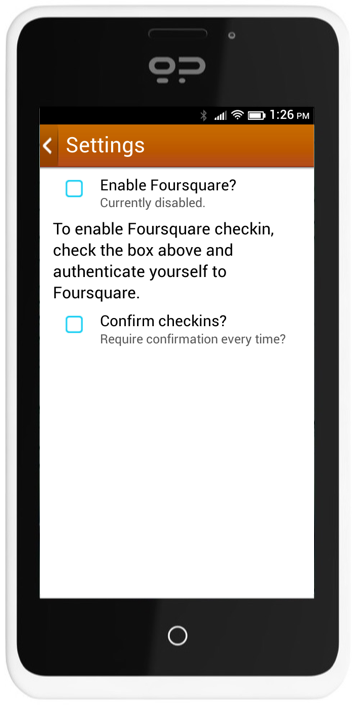 1:26 PM
Settings
Enable Foursquare?
Currently disabled.
To enable Foursquare checkin,
check the box above and
authenticate yourself to
Foursquare.
Confirm checkins?
Require confirmation every time?